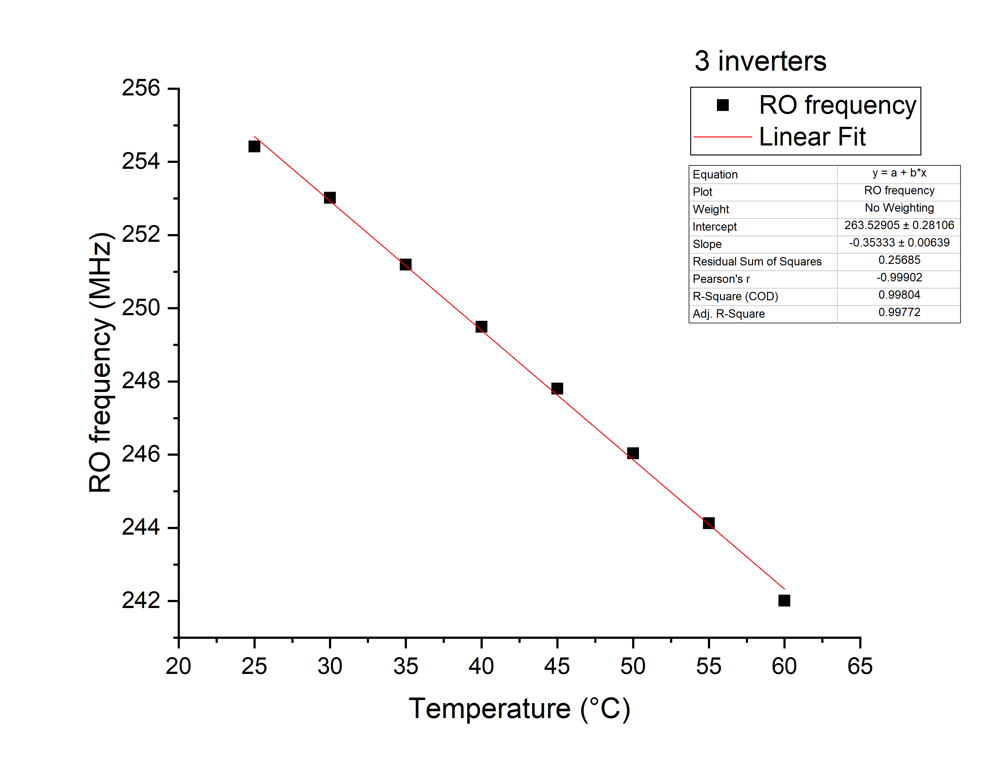 3 inverters
RO frequency
Linear Fit
Equation y = a + b*x
Plot RO frequency
Weight No Weighting
Intercept 263.52905 ± 0.28106
Slope -0.35333 ± 0.00639
Residual Sum of Squares 0.25685
Pearson's r -0.99902
R-Square (COD) 0.99804
Adj. R-Square 0.99772
RO frequency (MHz)
256
254
252
250
248
246
244
242
20 25 30 35 40 45 50 55 60 65
Temperature (°C)